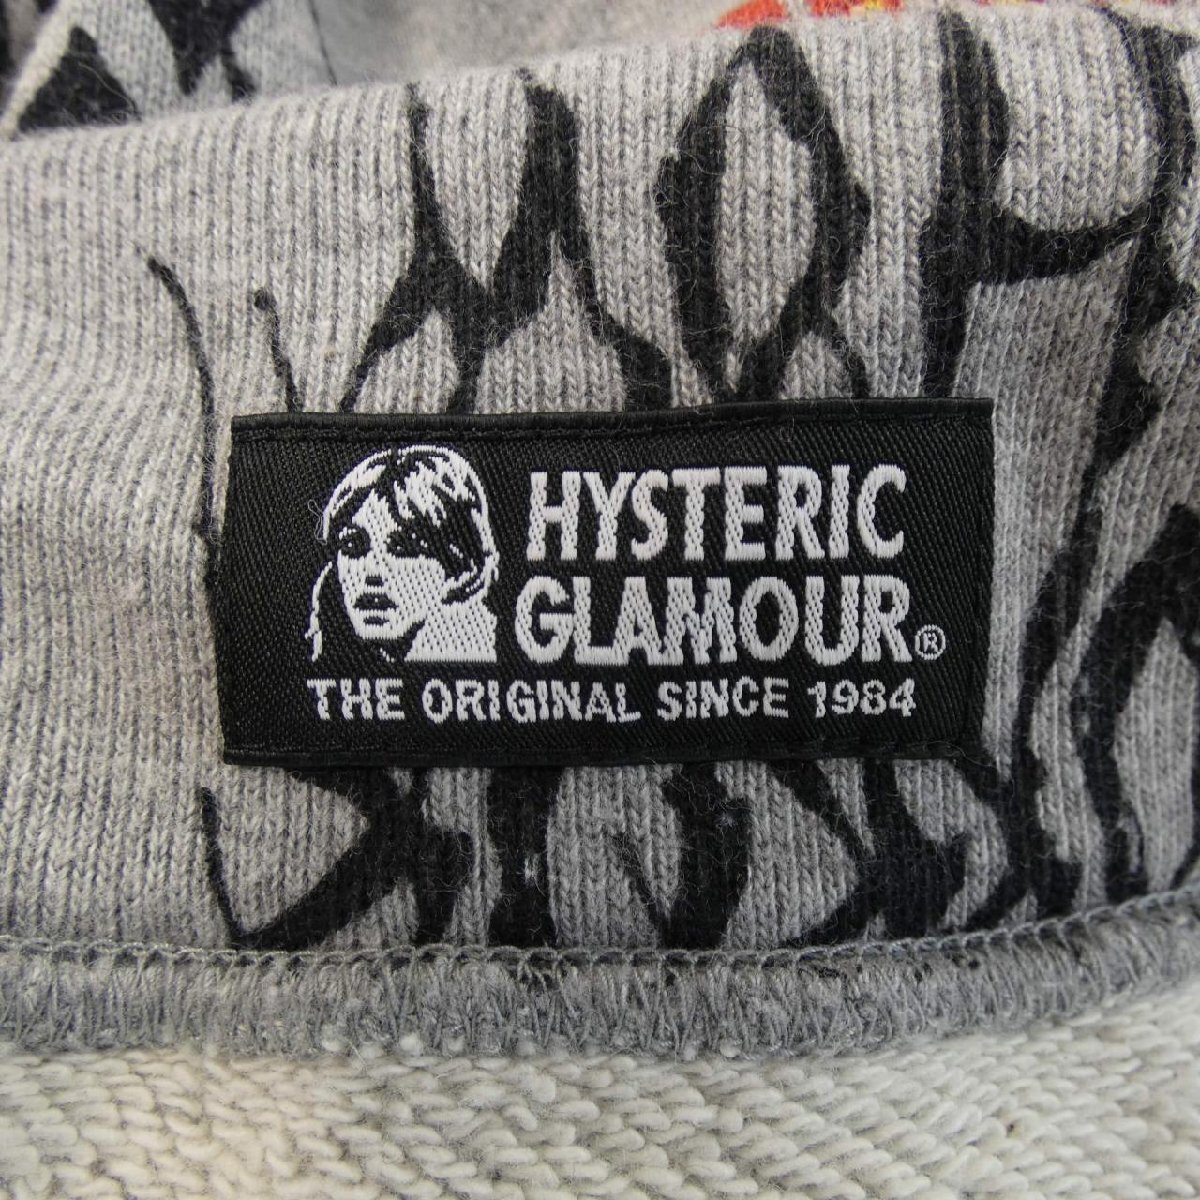 HYSTERIC
GLAMOUR®
THE ORIGINAL SINCE 1984